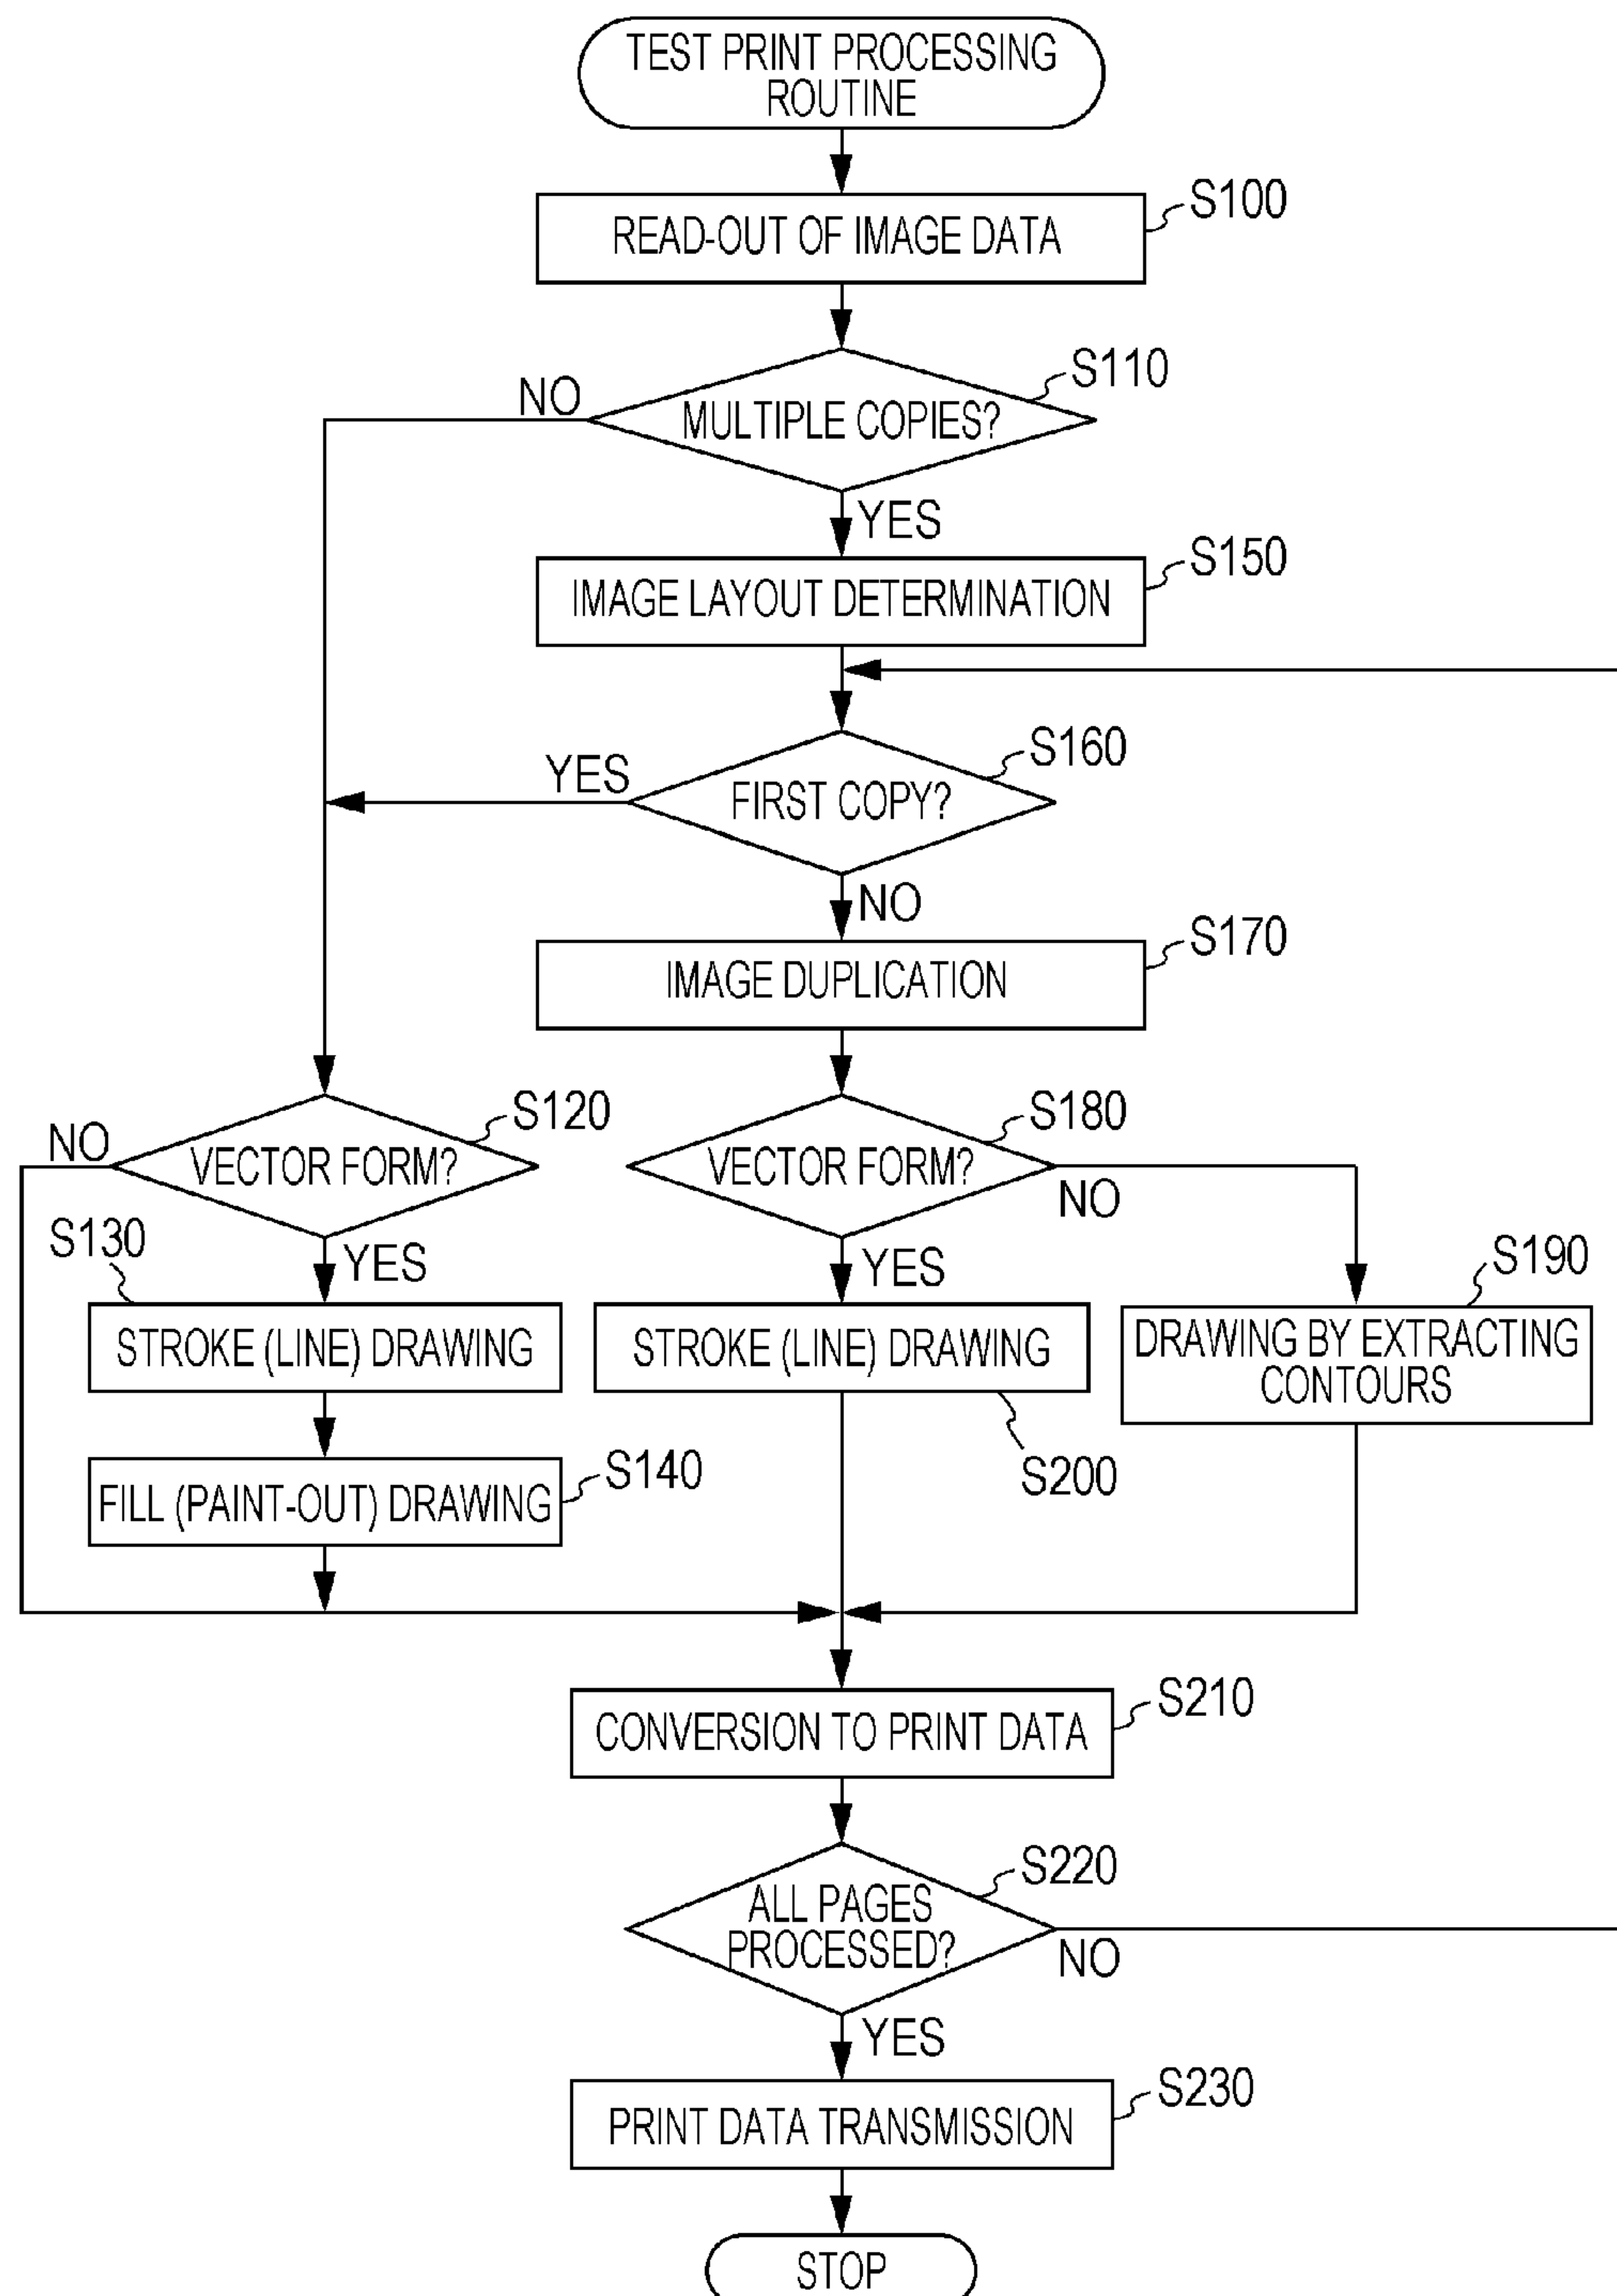 TEST PRINT PROCESSING
ROUTINE
READ-OUT OF IMAGE DATA
S100
MULTIPLE COPIES?
S110
NO
YES
IMAGE LAYOUT DETERMINATION
S150
FIRST COPY?
S160
YES
NO
IMAGE DUPLICATION
S170
VECTOR FORM?
S120
NO
YES
VECTOR FORM?
S180
NO
YES
S130
STROKE (LINE) DRAWING
STROKE (LINE) DRAWING
S200
S190
DRAWING BY EXTRACTING
CONTOURS
FILL (PAINT-OUT) DRAWING
S140
CONVERSION TO PRINT DATA
S210
ALL PAGES
PROCESSED?
S220
NO
YES
PRINT DATA TRANSMISSION
S230
STOP